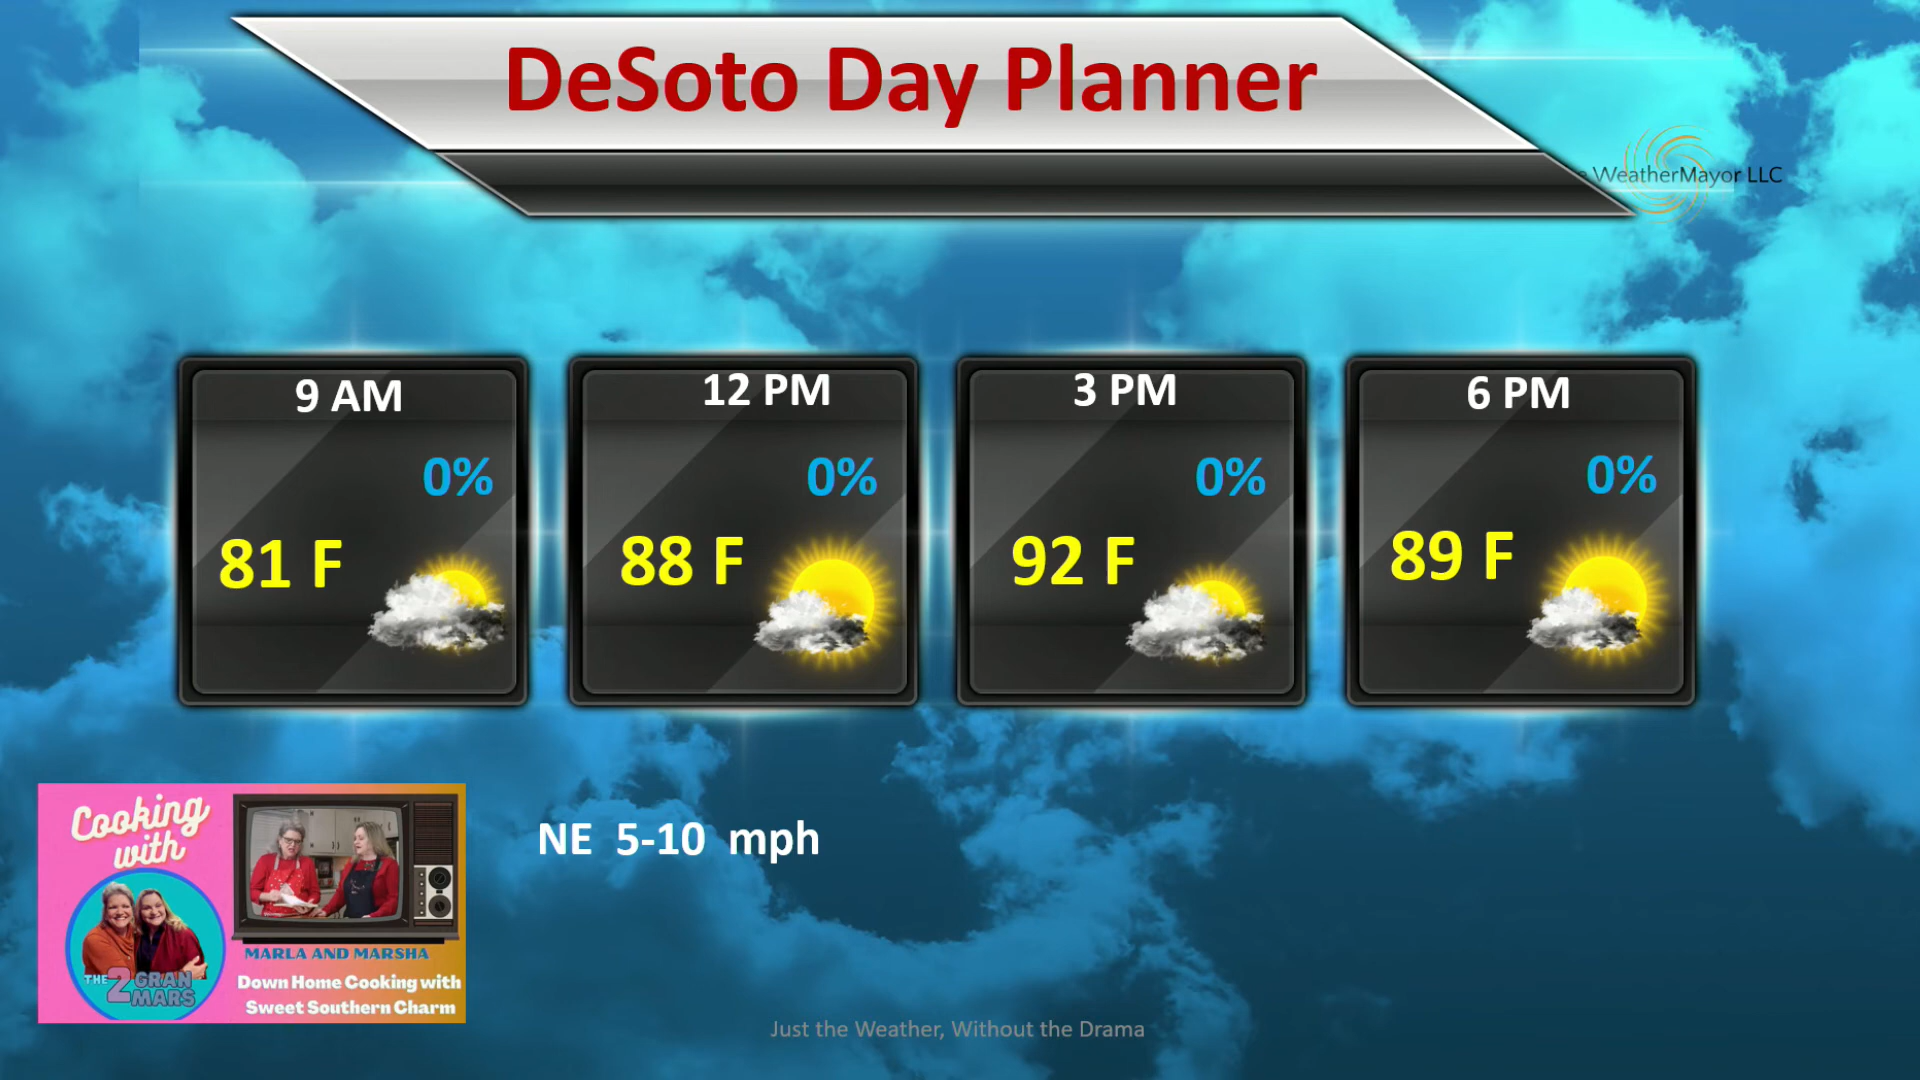 DeSoto Day Planner
WeatherMayor LLC
9 AM
0%
81 F
12 PM
0%
88 F
3 PM
0%
92 F
6 PM
0%
89 F
Cooking
with
THE 2 GRAN
MARS
MARLA AND MARSHA
Down Home Cooking with
Sweet Southern Charm
NE 5-10 mph
Just the Weather, Without the Drama